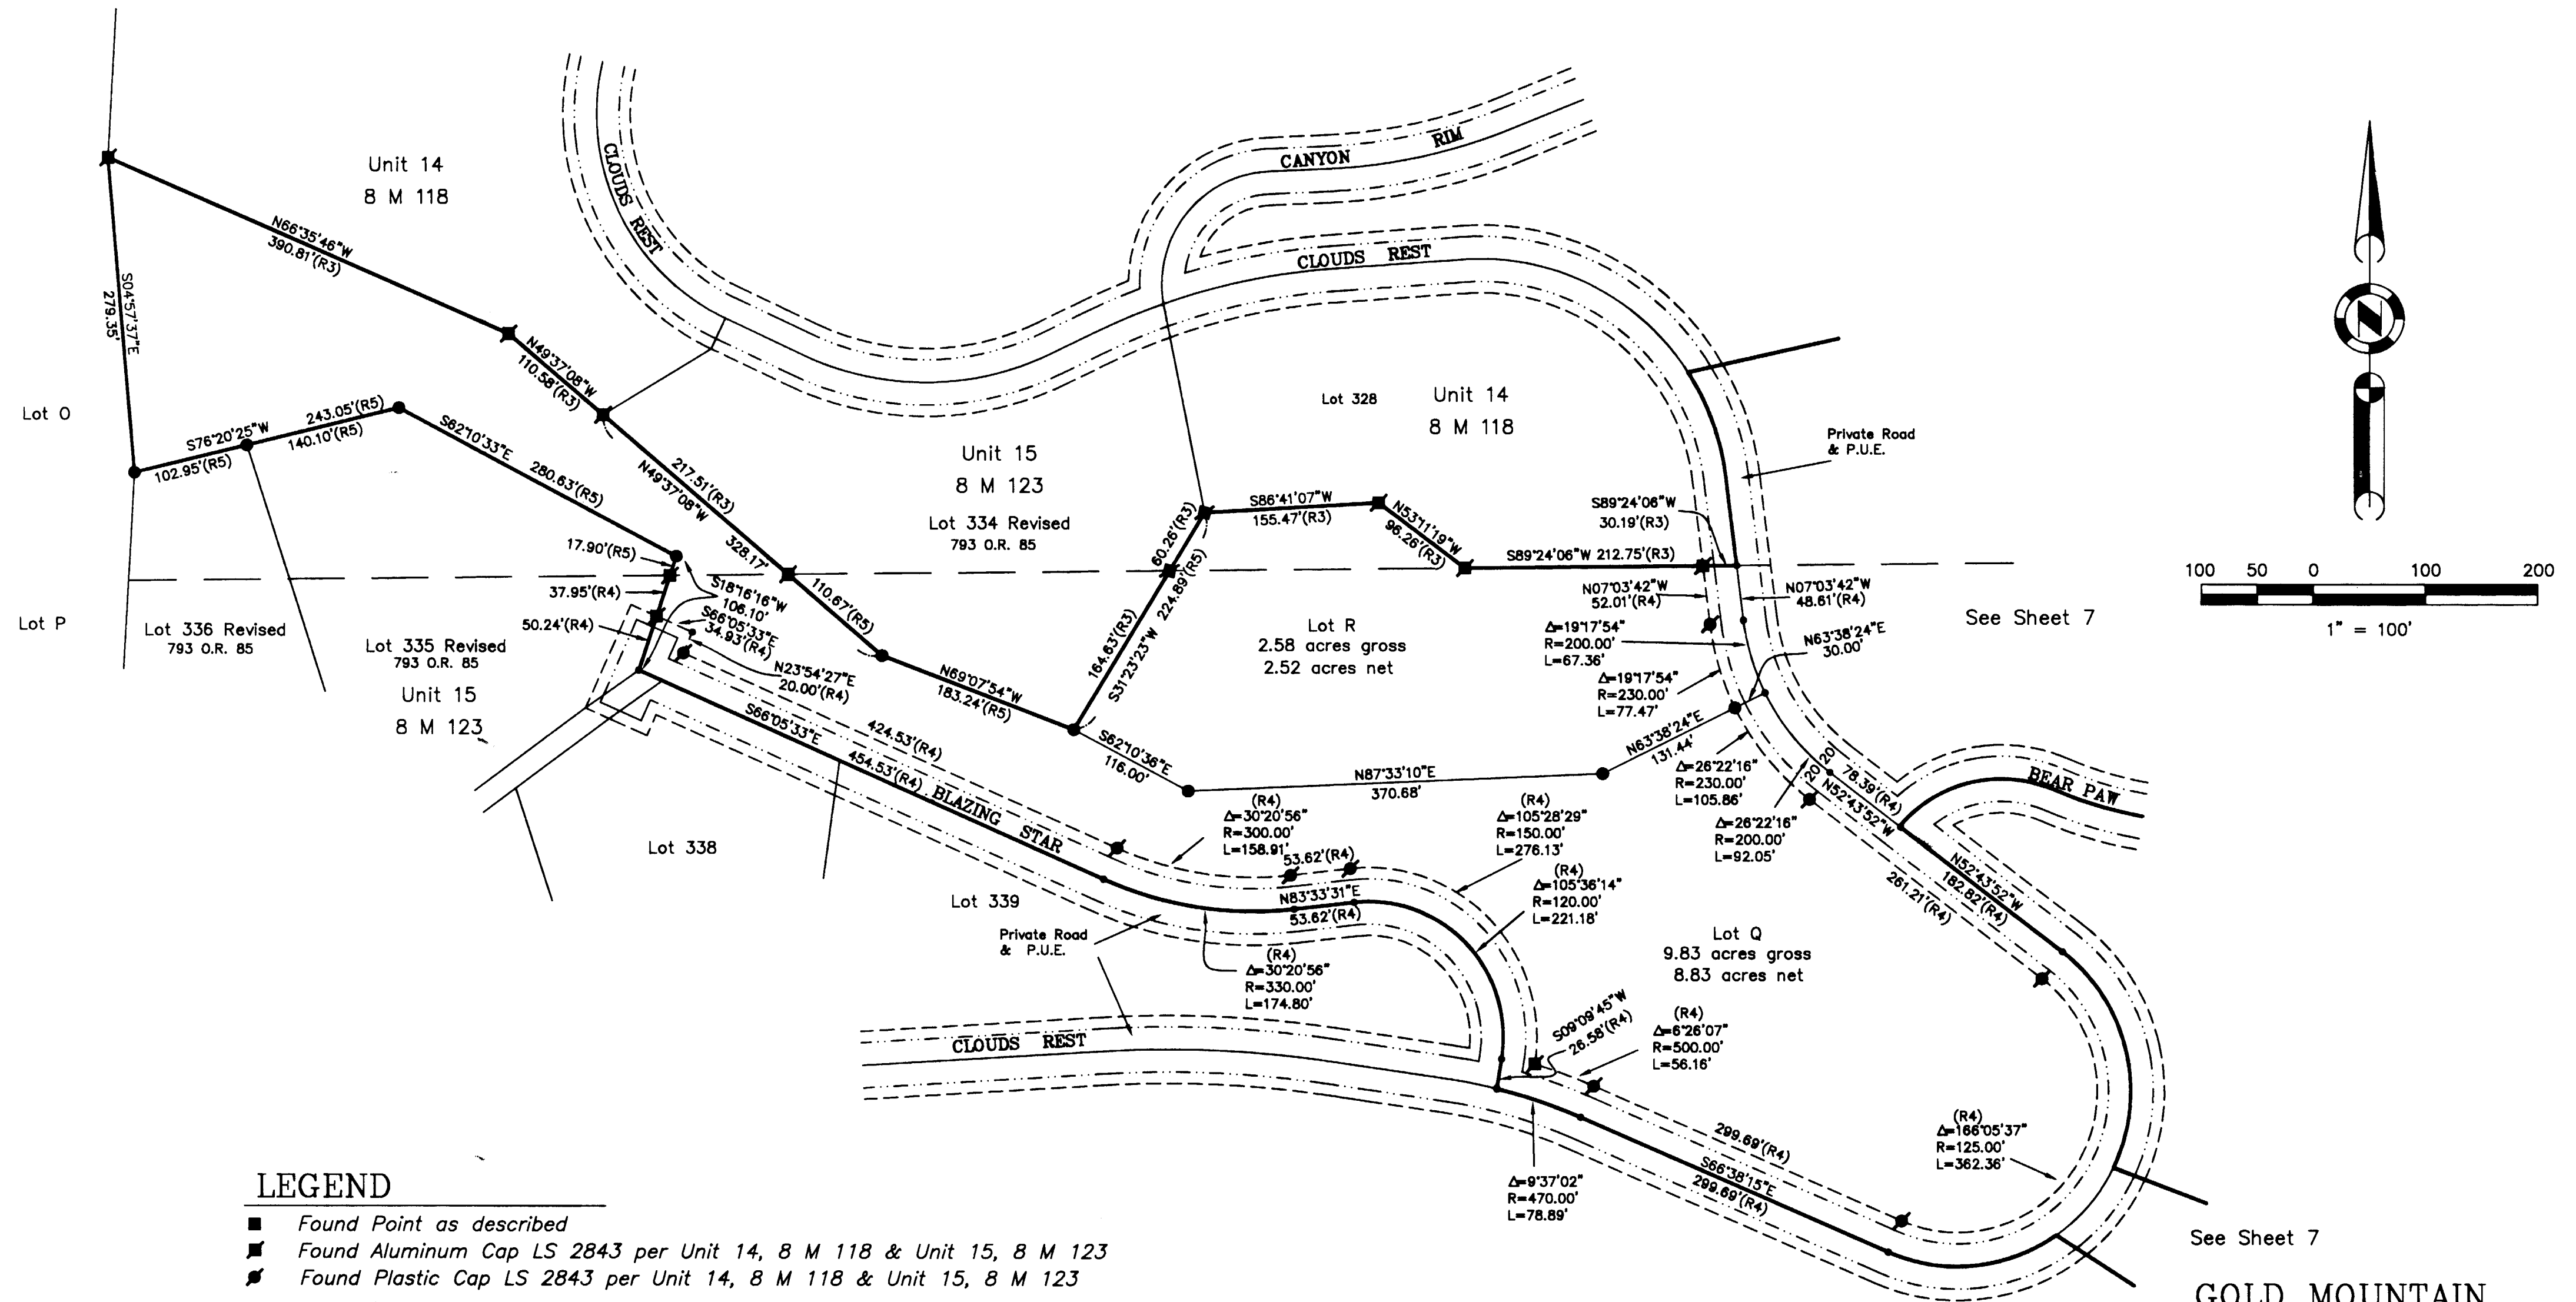 Unit 14
8 M 118
CLOUDS REST
CANYON RIM
CLOUDS REST
N66°35'46"W
390.81'(R3)
S04°57'37"E
279.35'
N49°37'08"W
110.58'(R3)
Lot O
S76°20'25"W
243.05'(R5)
102.95'(R5)
140.10'(R5)
S62°10'33"E
280.63'(R5)
217.51'(R3)
N49°37'08"W
328.17'
110.67'(R5)
Unit 15
8 M 123
Lot 334 Revised
793 O.R. 85
Lot 328
Unit 14
8 M 118
Private Road
& P.U.E.
S86°41'07"W
155.47'(R3)
N53°11'19"W
96.26'(R3)
60.26'(R3)
164.63'(R3)
S31°23'23"W 224.89'(R5)
S89°24'06"W
30.19'(R3)
S89°24'06"W 212.75'(R3)
N07°03'42"W
52.01'(R4)
N07°03'42"W
48.61'(R4)
See Sheet 7
100 50 0 100 200
1" = 100'
N
17.90'(R5)
37.95'(R4)
50.24'(R4)
S18°16'16"W
106.10'
S66°05'33"E
34.93'(R4)
N23°54'27"E
20.00'(R4)
Lot P
Lot 336 Revised
793 O.R. 85
Lot 335 Revised
793 O.R. 85
Unit 15
8 M 123
N69°07'54"W
183.24'(R5)
Lot R
2.58 acres gross
2.52 acres net
Δ=19°17'54"
R=200.00'
L=67.36'
Δ=19°17'54"
R=230.00'
L=77.47'
N63°38'24"E
30.00'
S66°05'33"E
454.53'(R4)
424.53'(R4)
BLAZING STAR
S62°10'36"E
116.00'
N87°33'10"E
370.68'
N63°38'24"E
131.44'
Δ=26°22'16"
R=230.00'
L=105.86'
Δ=26°22'16"
R=200.00'
L=92.05'
20 20
78.39'(R4)
N52°43'52"W
BEAR PAW
N52°43'52"W
182.82'(R4)
261.21'(R4)
Lot 338
Lot 339
(R4)
Δ=30°20'56"
R=300.00'
L=158.91'
53.62'(R4)
N83°33'31"E
53.62'(R4)
(R4)
Δ=105°28'29"
R=150.00'
L=276.13'
(R4)
Δ=105°36'14"
R=120.00'
L=221.18'
Private Road
& P.U.E.
(R4)
Δ=30°20'56"
R=330.00'
L=174.80'
Lot Q
9.83 acres gross
8.83 acres net
CLOUDS REST
S09°09'45"W
26.58'(R4)
(R4)
Δ=6°26'07"
R=500.00'
L=56.16'
299.69'(R4)
S66°38'15"E
299.69'(R4)
(R4)
Δ=166°05'37"
R=125.00'
L=362.36'
Δ=9°37'02"
R=470.00'
L=78.89'
See Sheet 7
GOLD MOUNTAIN
LEGEND
Found Point as described
Found Aluminum Cap LS 2843 per Unit 14, 8 M 118 & Unit 15, 8 M 123
Found Plastic Cap LS 2843 per Unit 14, 8 M 118 & Unit 15, 8 M 123